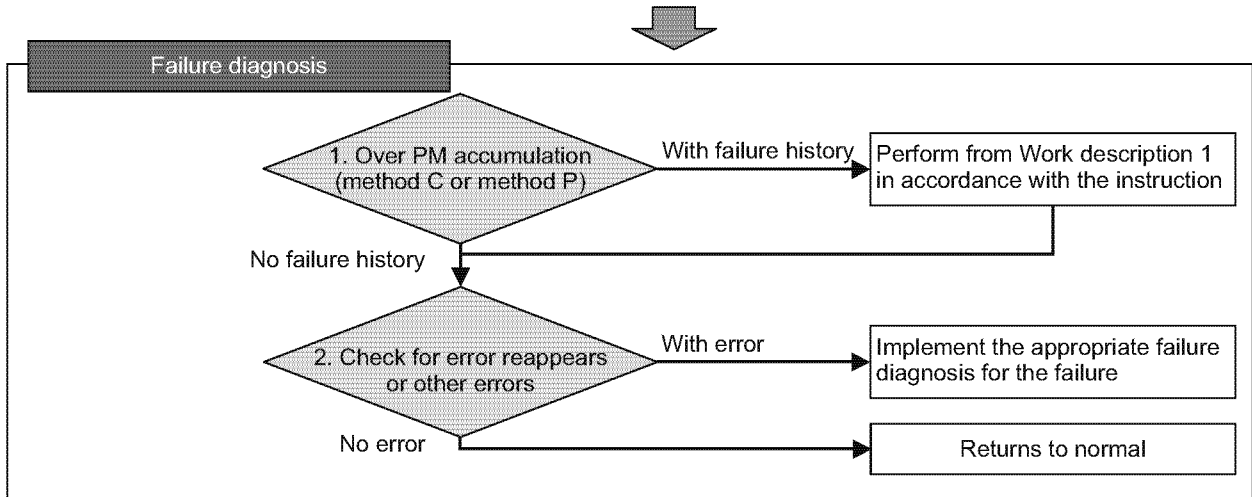 Failure diagnosis
1. Over PM accumulation
(method C or method P)
With failure history
Perform from Work description 1
in accordance with the instruction
No failure history
2. Check for error reappears
or other errors
With error
Implement the appropriate failure
diagnosis for the failure
No error
Returns to normal